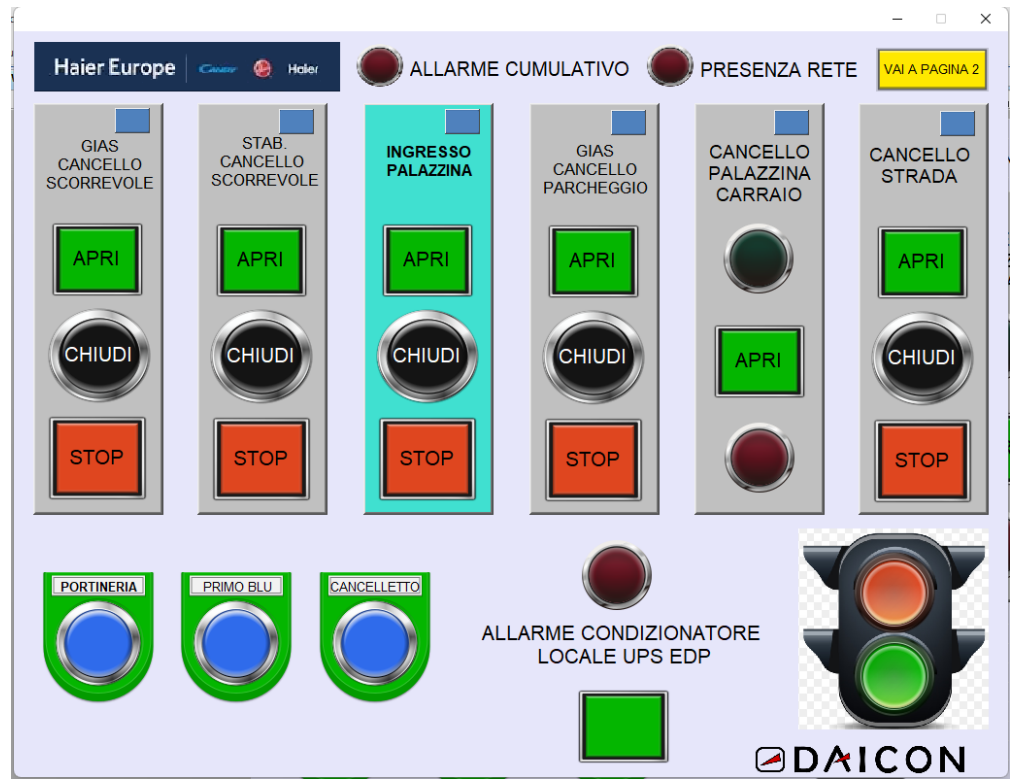 Haier Europe
Candy
Haier
ALLARME CUMULATIVO
PRESENZA RETE
VAI A PAGINA 2
GIAS
CANCELLO
SCORREVOLE
APRI
CHIUDI
STOP
STAB.
CANCELLO
SCORREVOLE
APRI
CHIUDI
STOP
INGRESSO
PALAZZINA
APRI
CHIUDI
STOP
GIAS
CANCELLO
PARCHEGGIO
APRI
CHIUDI
STOP
CANCELLO
PALAZZINA
CARRAIO
APRI
CANCELLO
STRADA
APRI
CHIUDI
STOP
PORTINERIA
PRIMO BLU
CANCELLETTO
ALLARME CONDIZIONATORE
LOCALE UPS EDP
DAICON